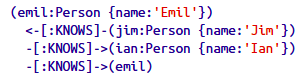 (emil:Person {name:'Emil'})
<-[:KNOWS]-(jim:Person {name:'Jim'})
-[:KNOWS]->(ian:Person {name:'Ian'})
-[:KNOWS]->(emil)